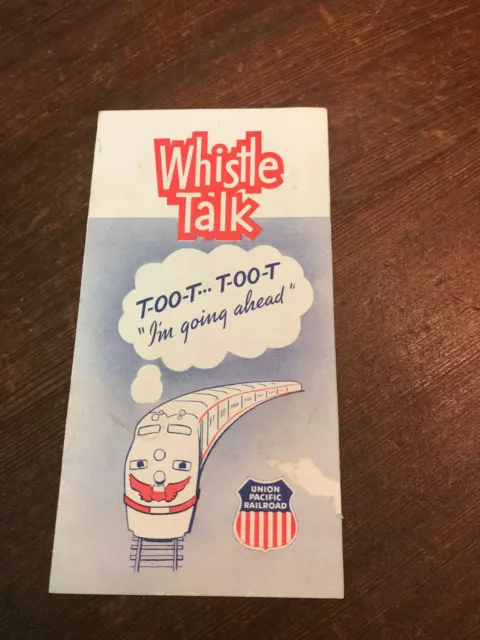 Whistle
Talk
T-OO-T... T-OO-T
"I'm going ahead"
UNION
PACIFIC
RAILROAD